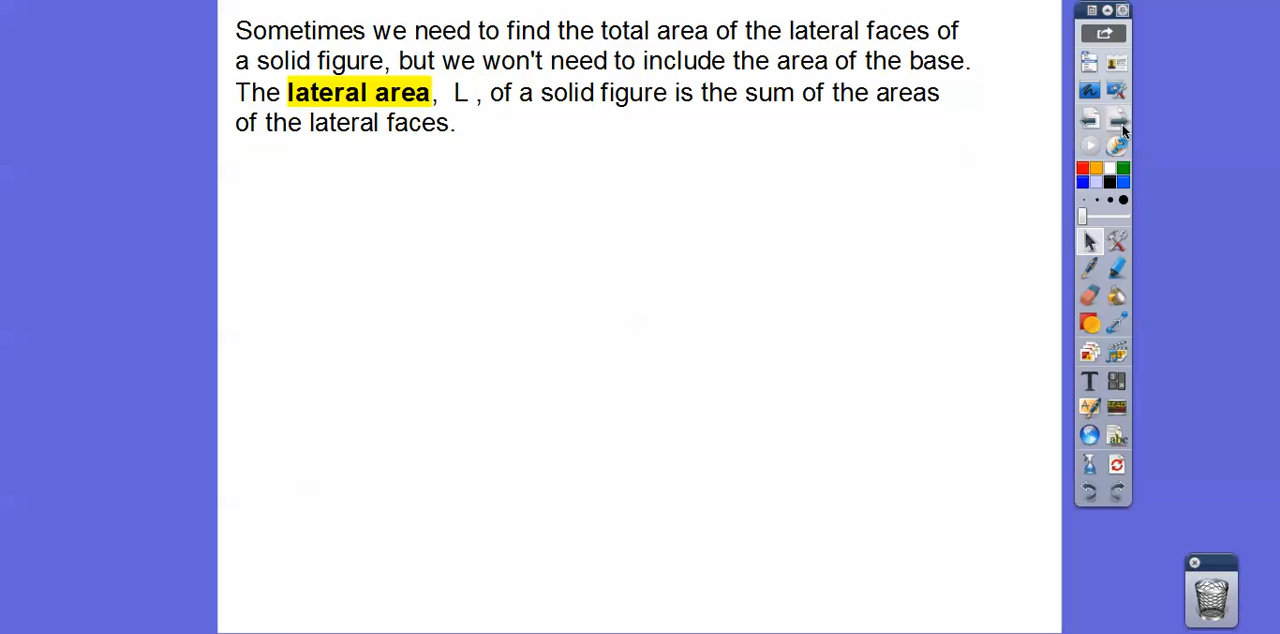 Sometimes we need to find the total area of the lateral faces of
a solid figure, but we won't need to include the area of the base.
The lateral area,  L , of a solid figure is the sum of the areas
of the lateral faces.